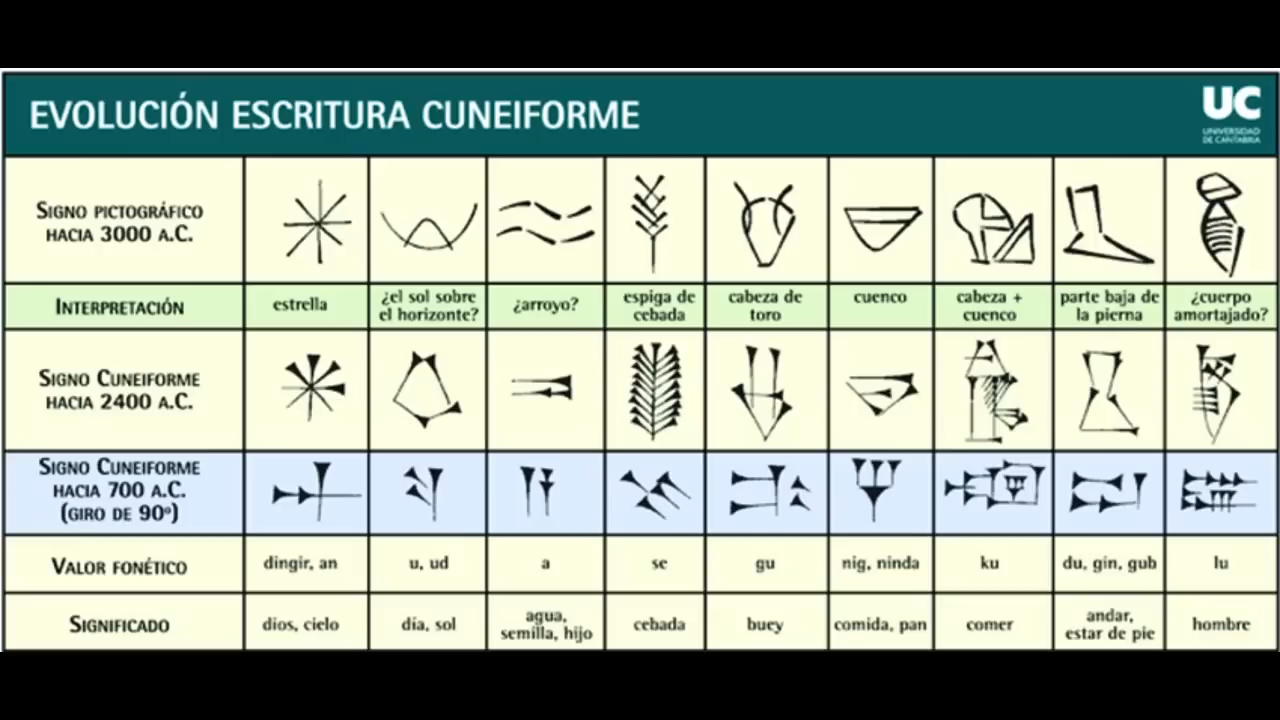 EVOLUCIÓN ESCRITURA CUNEIFORME
UC
UNIVERSIDAD
DE CANTABRIA
SIGNO PICTOGRÁFICO
HACIA 3000 A.C.
INTERPRETACIÓN
estrella
¿el sol sobre
el horizonte?
¿arroyo?
espiga de
cebada
cabeza de
toro
cuenco
cabeza +
cuenco
parte baja de
la pierna
¿cuerpo
amortajado?
SIGNO CUNEIFORME
HACIA 2400 A.C.
SIGNO CUNEIFORME
HACIA 700 A.C.
(GIRO DE 90º)
VALOR FONÉTICO
dingir, an
u, ud
a
se
gu
nig, ninda
ku
du, gin, gub
lu
SIGNIFICADO
dios, cielo
día, sol
agua,
semilla, hijo
cebada
buey
comida, pan
comer
andar,
estar de pie
hombre